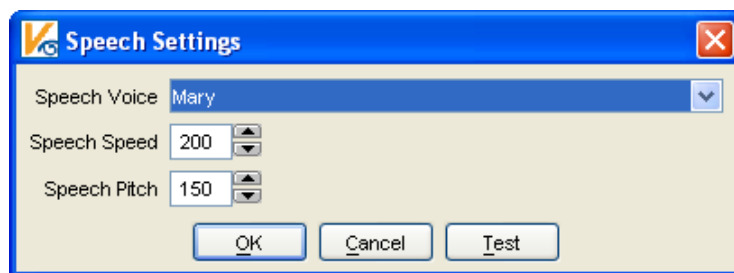 Speech Settings
Speech Voice Mary
Speech Speed 200
Speech Pitch 150
OK Cancel Test